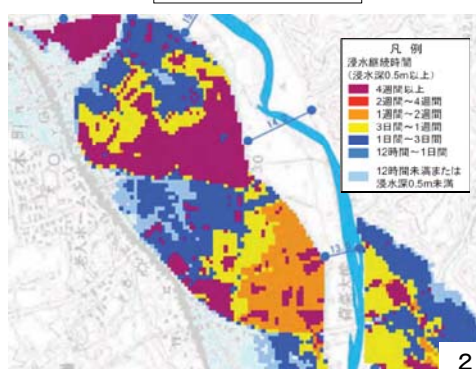 凡 例
浸水継続時間
(浸水深0.5m以上)
4週間以上
2週間〜4週間
1週間〜2週間
3日間〜1週間
1日間〜3日間
12時間〜1日間
12時間未満または
浸水深0.5m未満
2